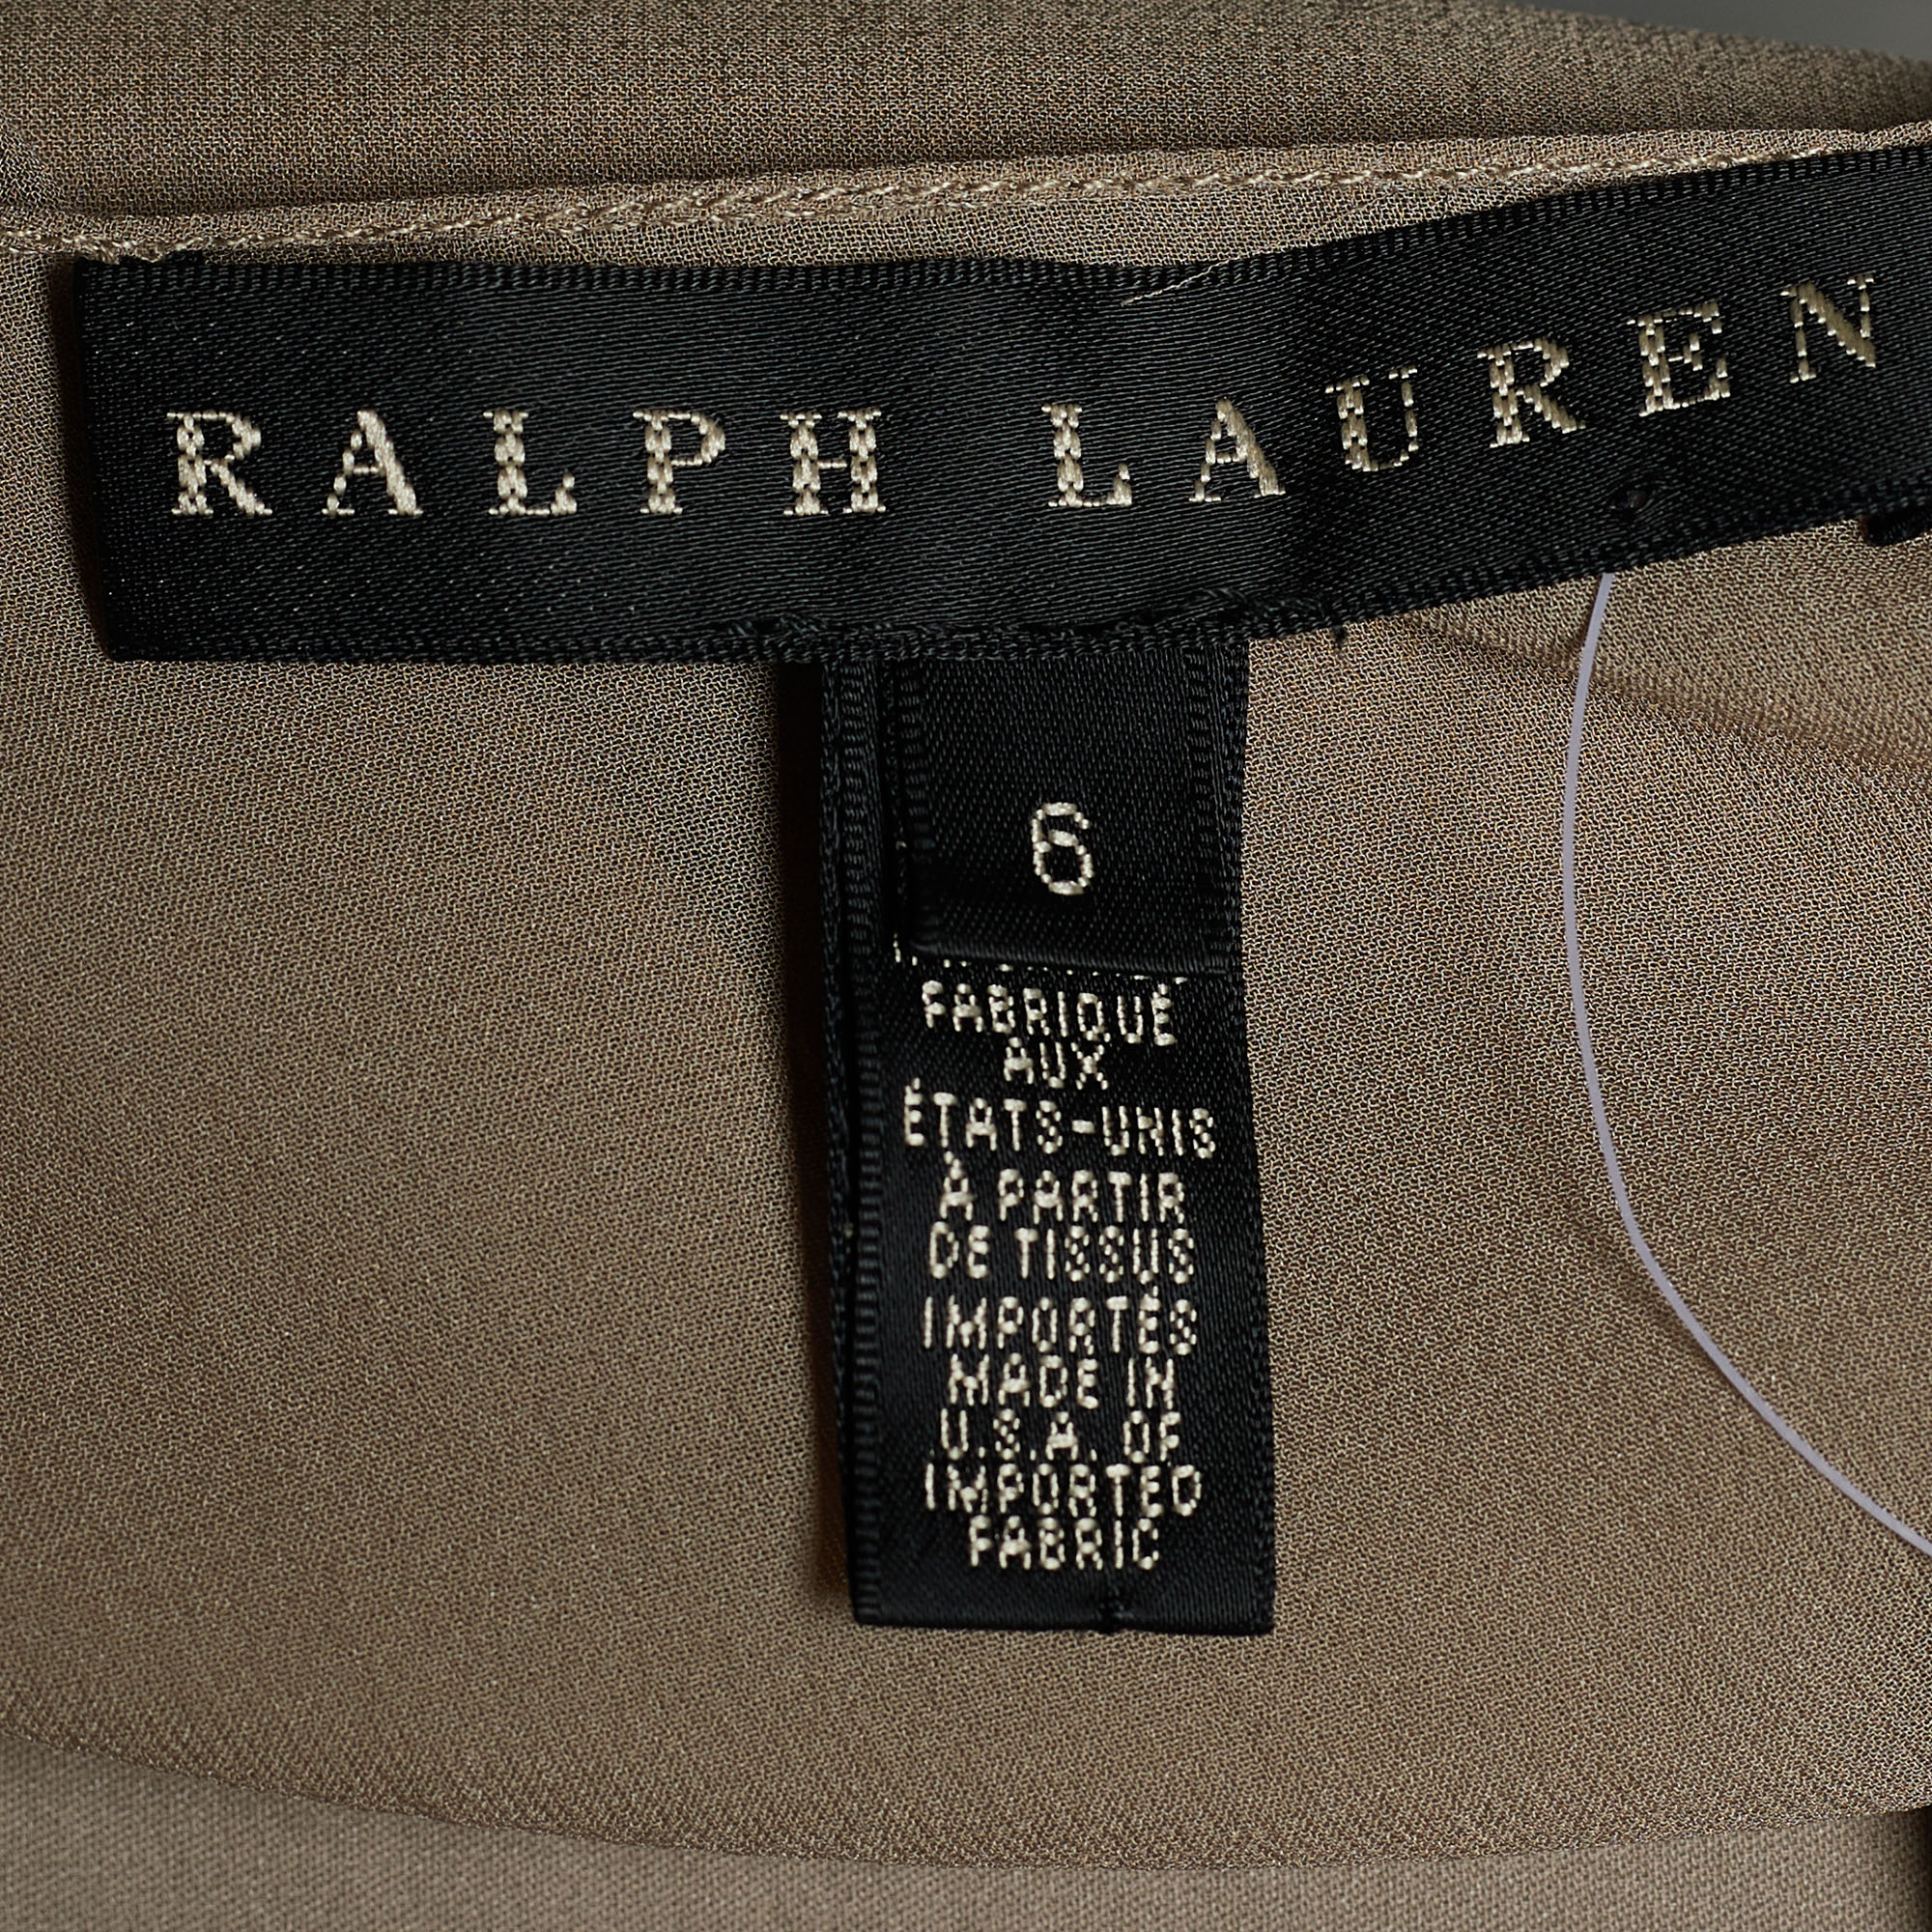 RALPH LAUREN
6
FABRIQUÉ
AUX
ÉTATS-UNIS
À PARTIR
DE TISSUS
IMPORTÉS
MADE IN
U.S.A. OF
IMPORTED
FABRIC